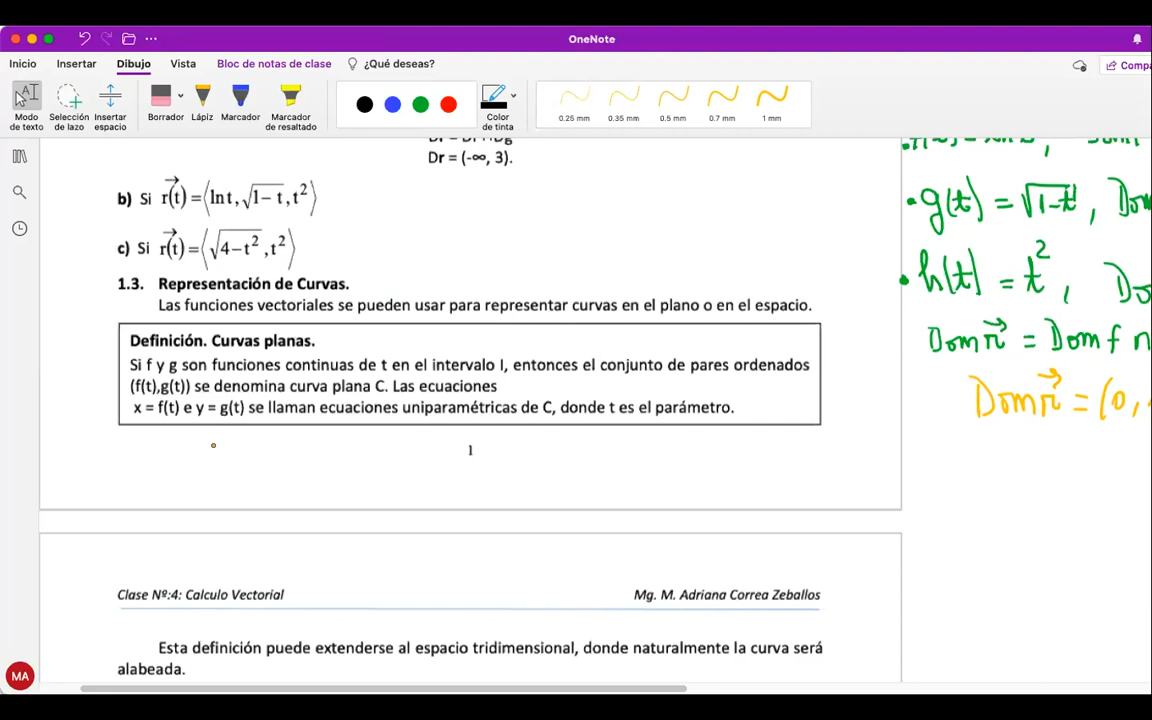 OneNote
Inicio Insertar Dibujo Vista Bloc de notas de clase ¿Qué deseas?
Modo de texto
Selección de lazo
Insertar espacio
Borrador
Lápiz
Marcador
Marcador de resaltado
Color de tinta
0.25 mm 0.35 mm 0.5 mm 0.7 mm 1 mm
Dr = (-∞, 3).
b) Si r(t) = ⟨ln t, √1− t, t²⟩
c) Si r(t) = ⟨√4−t², t²⟩
1.3. Representación de Curvas.
Las funciones vectoriales se pueden usar para representar curvas en el plano o en el espacio.
Definición. Curvas planas.
Si f y g son funciones continuas de t en el intervalo I, entonces el conjunto de pares ordenados
(f(t),g(t)) se denomina curva plana C. Las ecuaciones
x = f(t) e y = g(t) se llaman ecuaciones uniparamétricas de C, donde t es el parámetro.
1
Clase Nº:4: Calculo Vectorial Mg. M. Adriana Correa Zeballos
Esta definición puede extenderse al espacio tridimensional, donde naturalmente la curva será
alabeada.
• g(t) = √1-t ,
• h(t) = t² ,
Dom r = Dom f
Dom r = (0,
MA